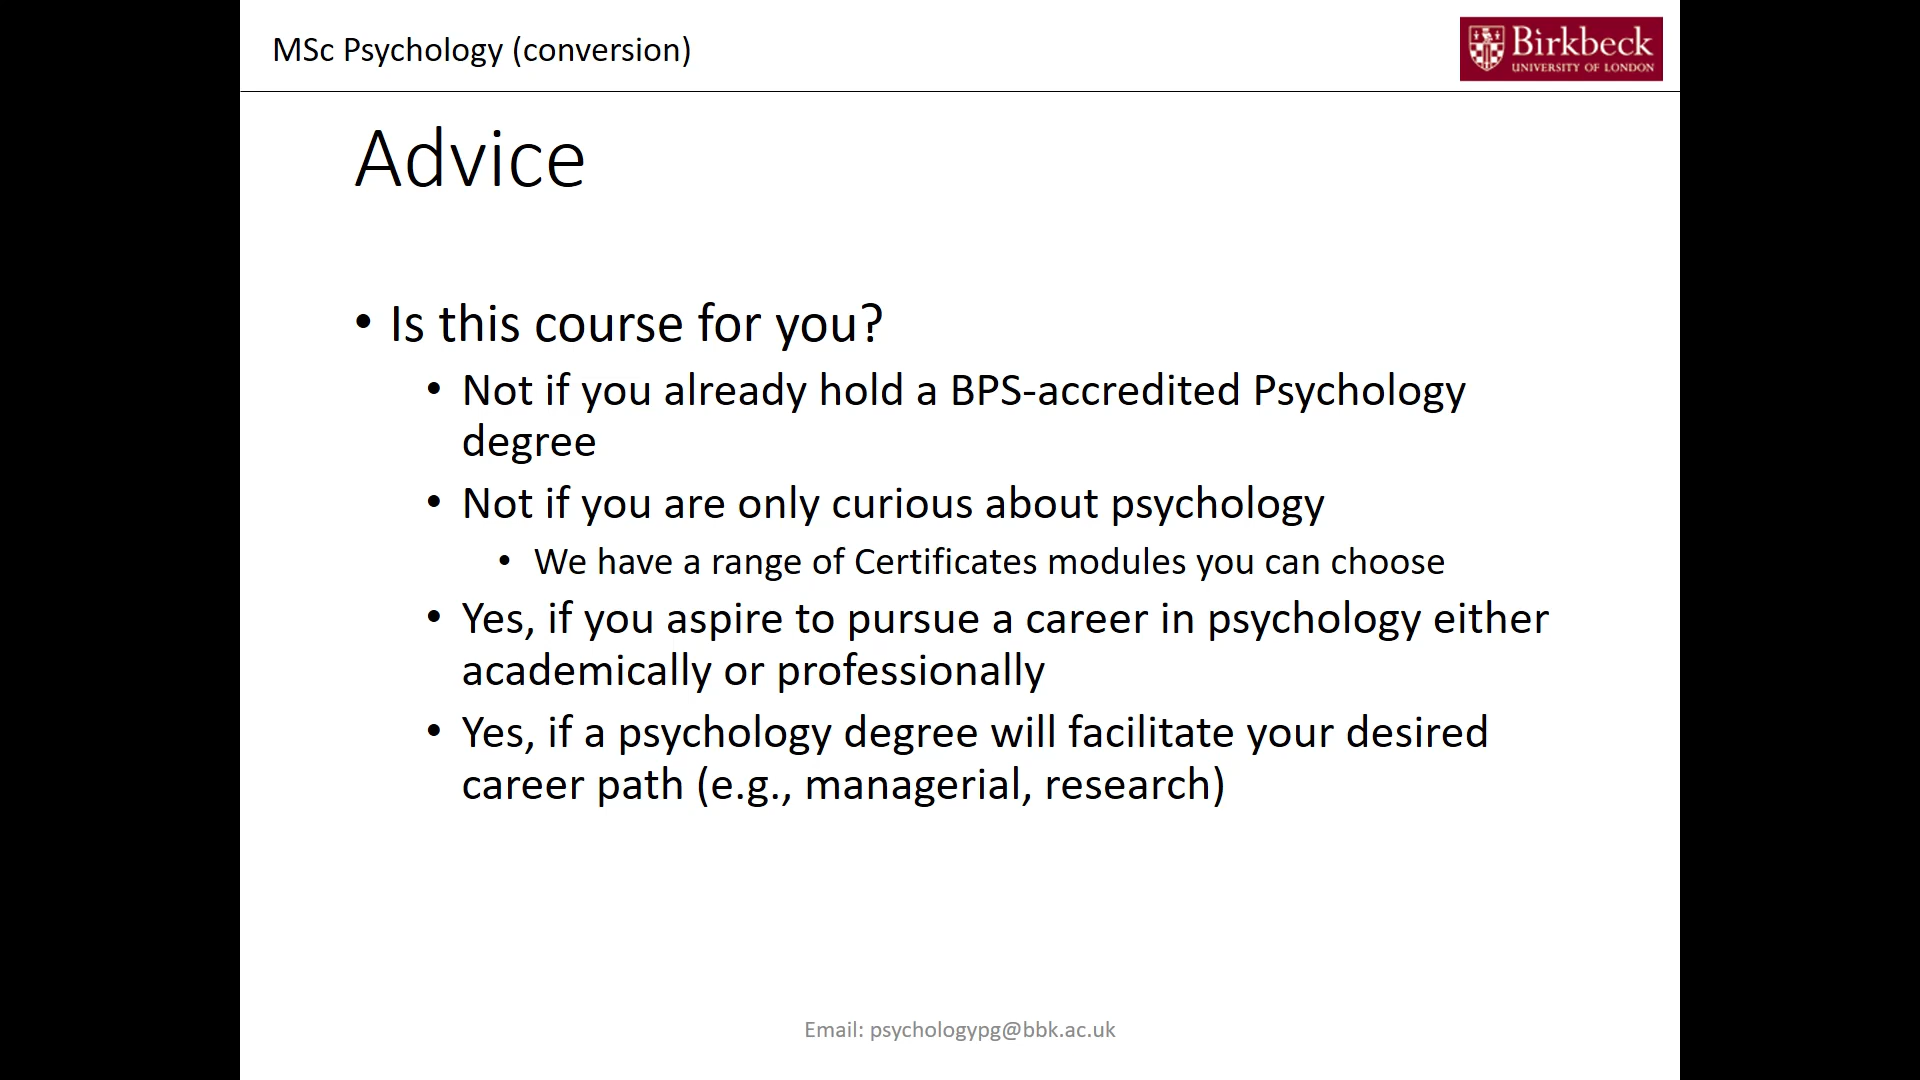 MSc Psychology (conversion)
Birkbeck
UNIVERSITY OF LONDON
Advice
• Is this course for you?
• Not if you already hold a BPS-accredited Psychology
degree
• Not if you are only curious about psychology
• We have a range of Certificates modules you can choose
• Yes, if you aspire to pursue a career in psychology either
academically or professionally
• Yes, if a psychology degree will facilitate your desired
career path (e.g., managerial, research)
Email: psychologypg@bbk.ac.uk